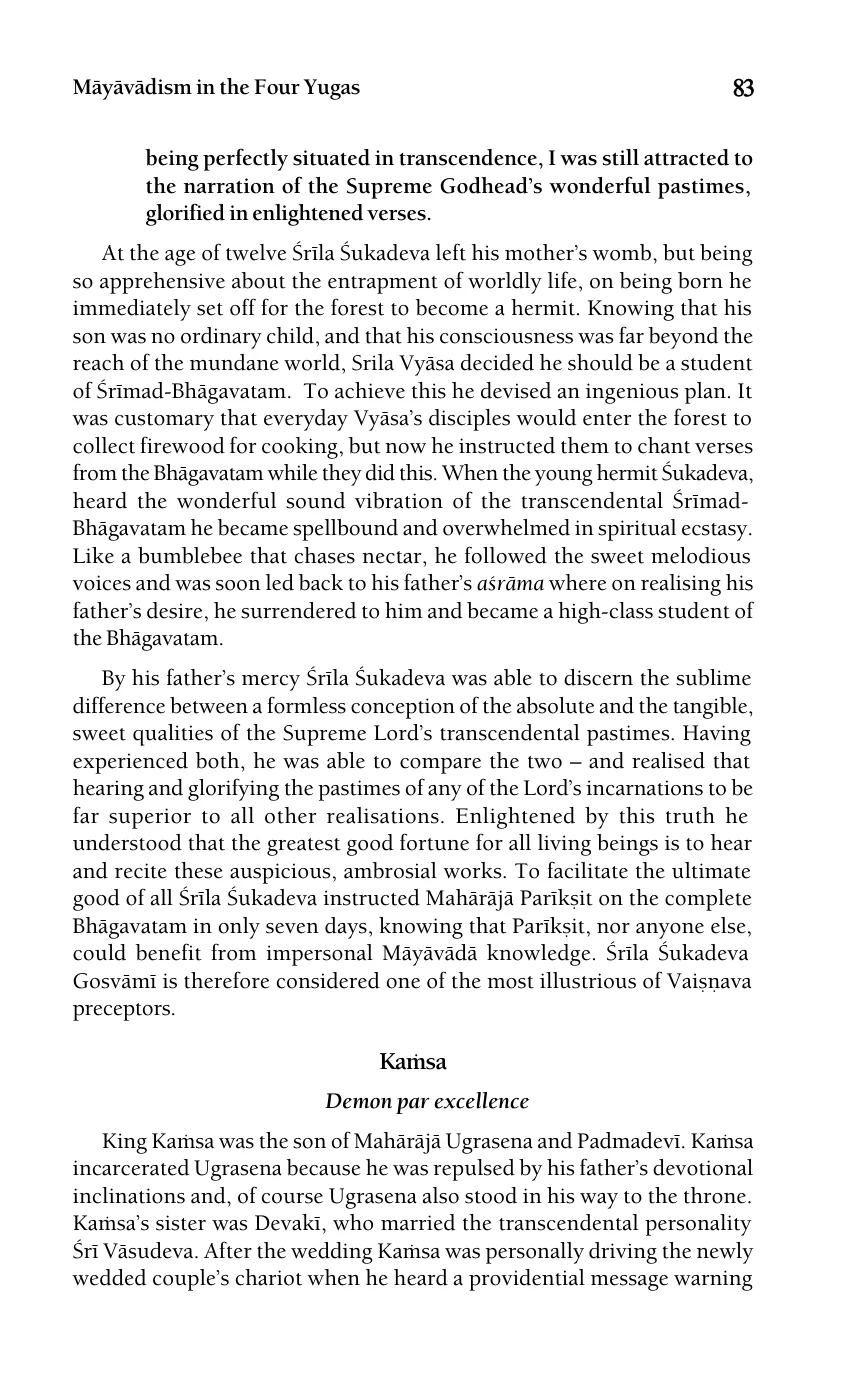 Māyāvādism in the Four Yugas 83
being perfectly situated in transcendence, I was still attracted to
the narration of the Supreme Godhead’s wonderful pastimes,
glorified in enlightened verses.
At the age of twelve Śrīla Śukadeva left his mother’s womb, but being
so apprehensive about the entrapment of worldly life, on being born he
immediately set off for the forest to become a hermit. Knowing that his
son was no ordinary child, and that his consciousness was far beyond the
reach of the mundane world, Srila Vyāsa decided he should be a student
of Śrīmad-Bhāgavatam.  To achieve this he devised an ingenious plan. It
was customary that everyday Vyāsa’s disciples would enter the forest to
collect firewood for cooking, but now he instructed them to chant verses
from the Bhāgavatam while they did this. When the young hermit Śukadeva,
heard the wonderful sound vibration of the transcendental Śrīmad-
Bhāgavatam he became spellbound and overwhelmed in spiritual ecstasy.
Like a bumblebee that chases nectar, he followed the sweet melodious
voices and was soon led back to his father’s aśrāma where on realising his
father’s desire, he surrendered to him and became a high-class student of
the Bhāgavatam.
By his father’s mercy Śrīla Śukadeva was able to discern the sublime
difference between a formless conception of the absolute and the tangible,
sweet qualities of the Supreme Lord’s transcendental pastimes. Having
experienced both, he was able to compare the two – and realised that
hearing and glorifying the pastimes of any of the Lord’s incarnations to be
far superior to all other realisations. Enlightened by this truth he
understood that the greatest good fortune for all living beings is to hear
and recite these auspicious, ambrosial works. To facilitate the ultimate
good of all Śrīla Śukadeva instructed Mahārājā Parīkṣit on the complete
Bhāgavatam in only seven days, knowing that Parīkṣit, nor anyone else,
could benefit from impersonal Māyāvādā knowledge. Śrīla Śukadeva
Gosvāmī is therefore considered one of the most illustrious of Vaiṣṇava
preceptors.
Kaṁsa
Demon par excellence
King Kaṁsa was the son of Mahārājā Ugrasena and Padmadevī. Kaṁsa
incarcerated Ugrasena because he was repulsed by his father’s devotional
inclinations and, of course Ugrasena also stood in his way to the throne.
Kaṁsa’s sister was Devakī, who married the transcendental personality
Śrī Vāsudeva. After the wedding Kaṁsa was personally driving the newly
wedded couple’s chariot when he heard a providential message warning